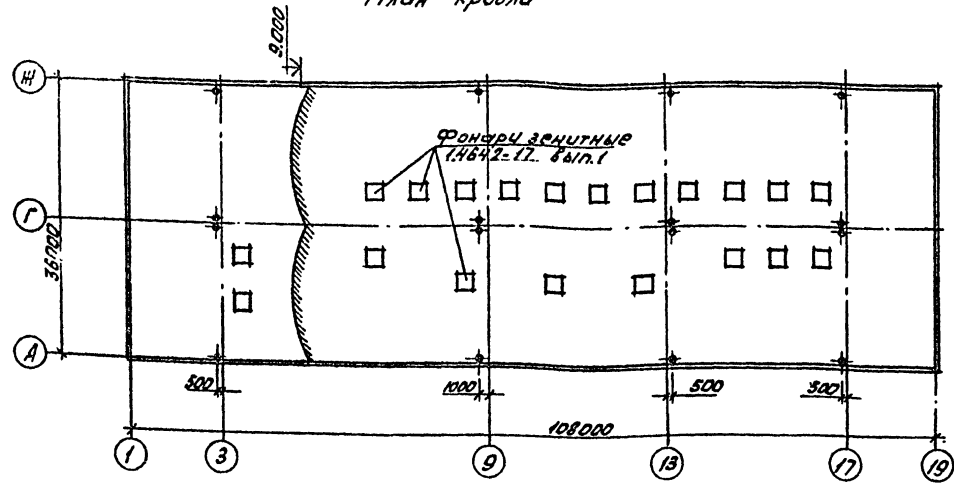 План кровли
9.000
Ж
Фонари зенитные
1.464.2-17 вып.1
Г
36000
А
500
1000
500
500
108000
1
3
9
13
17
19